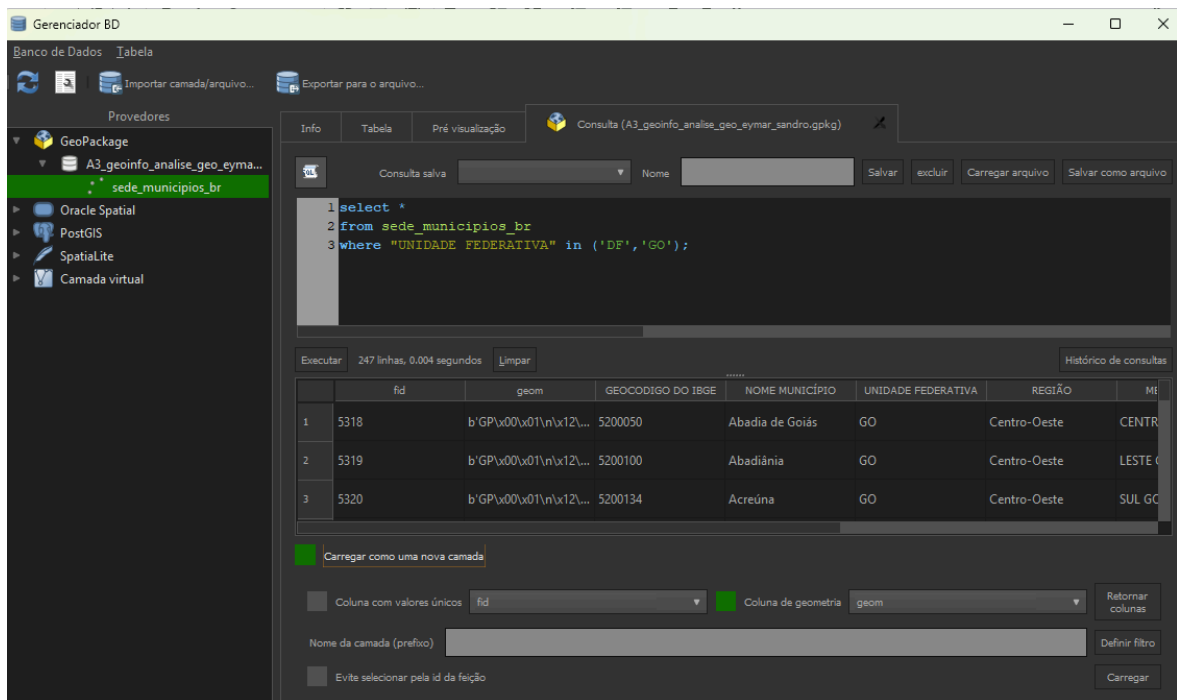 Gerenciador BD
Banco de Dados Tabela
Importar camada/arquivo... Exportar para o arquivo...
Provedores
GeoPackage
A3_geoinfo_analise_geo_eyma...
sede_municipios_br
Oracle Spatial
PostGIS
SpatiaLite
Camada virtual
Info Tabela Pré visualização Consulta (A3_geoinfo_analise_geo_eymar_sandro.gpkg)
Consulta salva Nome Salvar excluir Carregar arquivo Salvar como arquivo
1 select *
2 from sede_municipios_br
3 where "UNIDADE FEDERATIVA" in ('DF','GO');
Executar 247 linhas, 0.004 segundos Limpar Histórico de consultas
fid geom GEOCODIGO DO IBGE NOME MUNICÍPIO UNIDADE FEDERATIVA REGIÃO ME
1 5318 b'GP\x00\x01\n\x12\... 5200050 Abadia de Goiás GO Centro-Oeste CENTR
2 5319 b'GP\x00\x01\n\x12\... 5200100 Abadiânia GO Centro-Oeste LESTE
3 5320 b'GP\x00\x01\n\x12\... 5200134 Acreúna GO Centro-Oeste SUL GO
Carregar como uma nova camada
Coluna com valores únicos fid Coluna de geometria geom Retornar colunas
Nome da camada (prefixo) Definir filtro
Evite selecionar pela id da feição Carregar